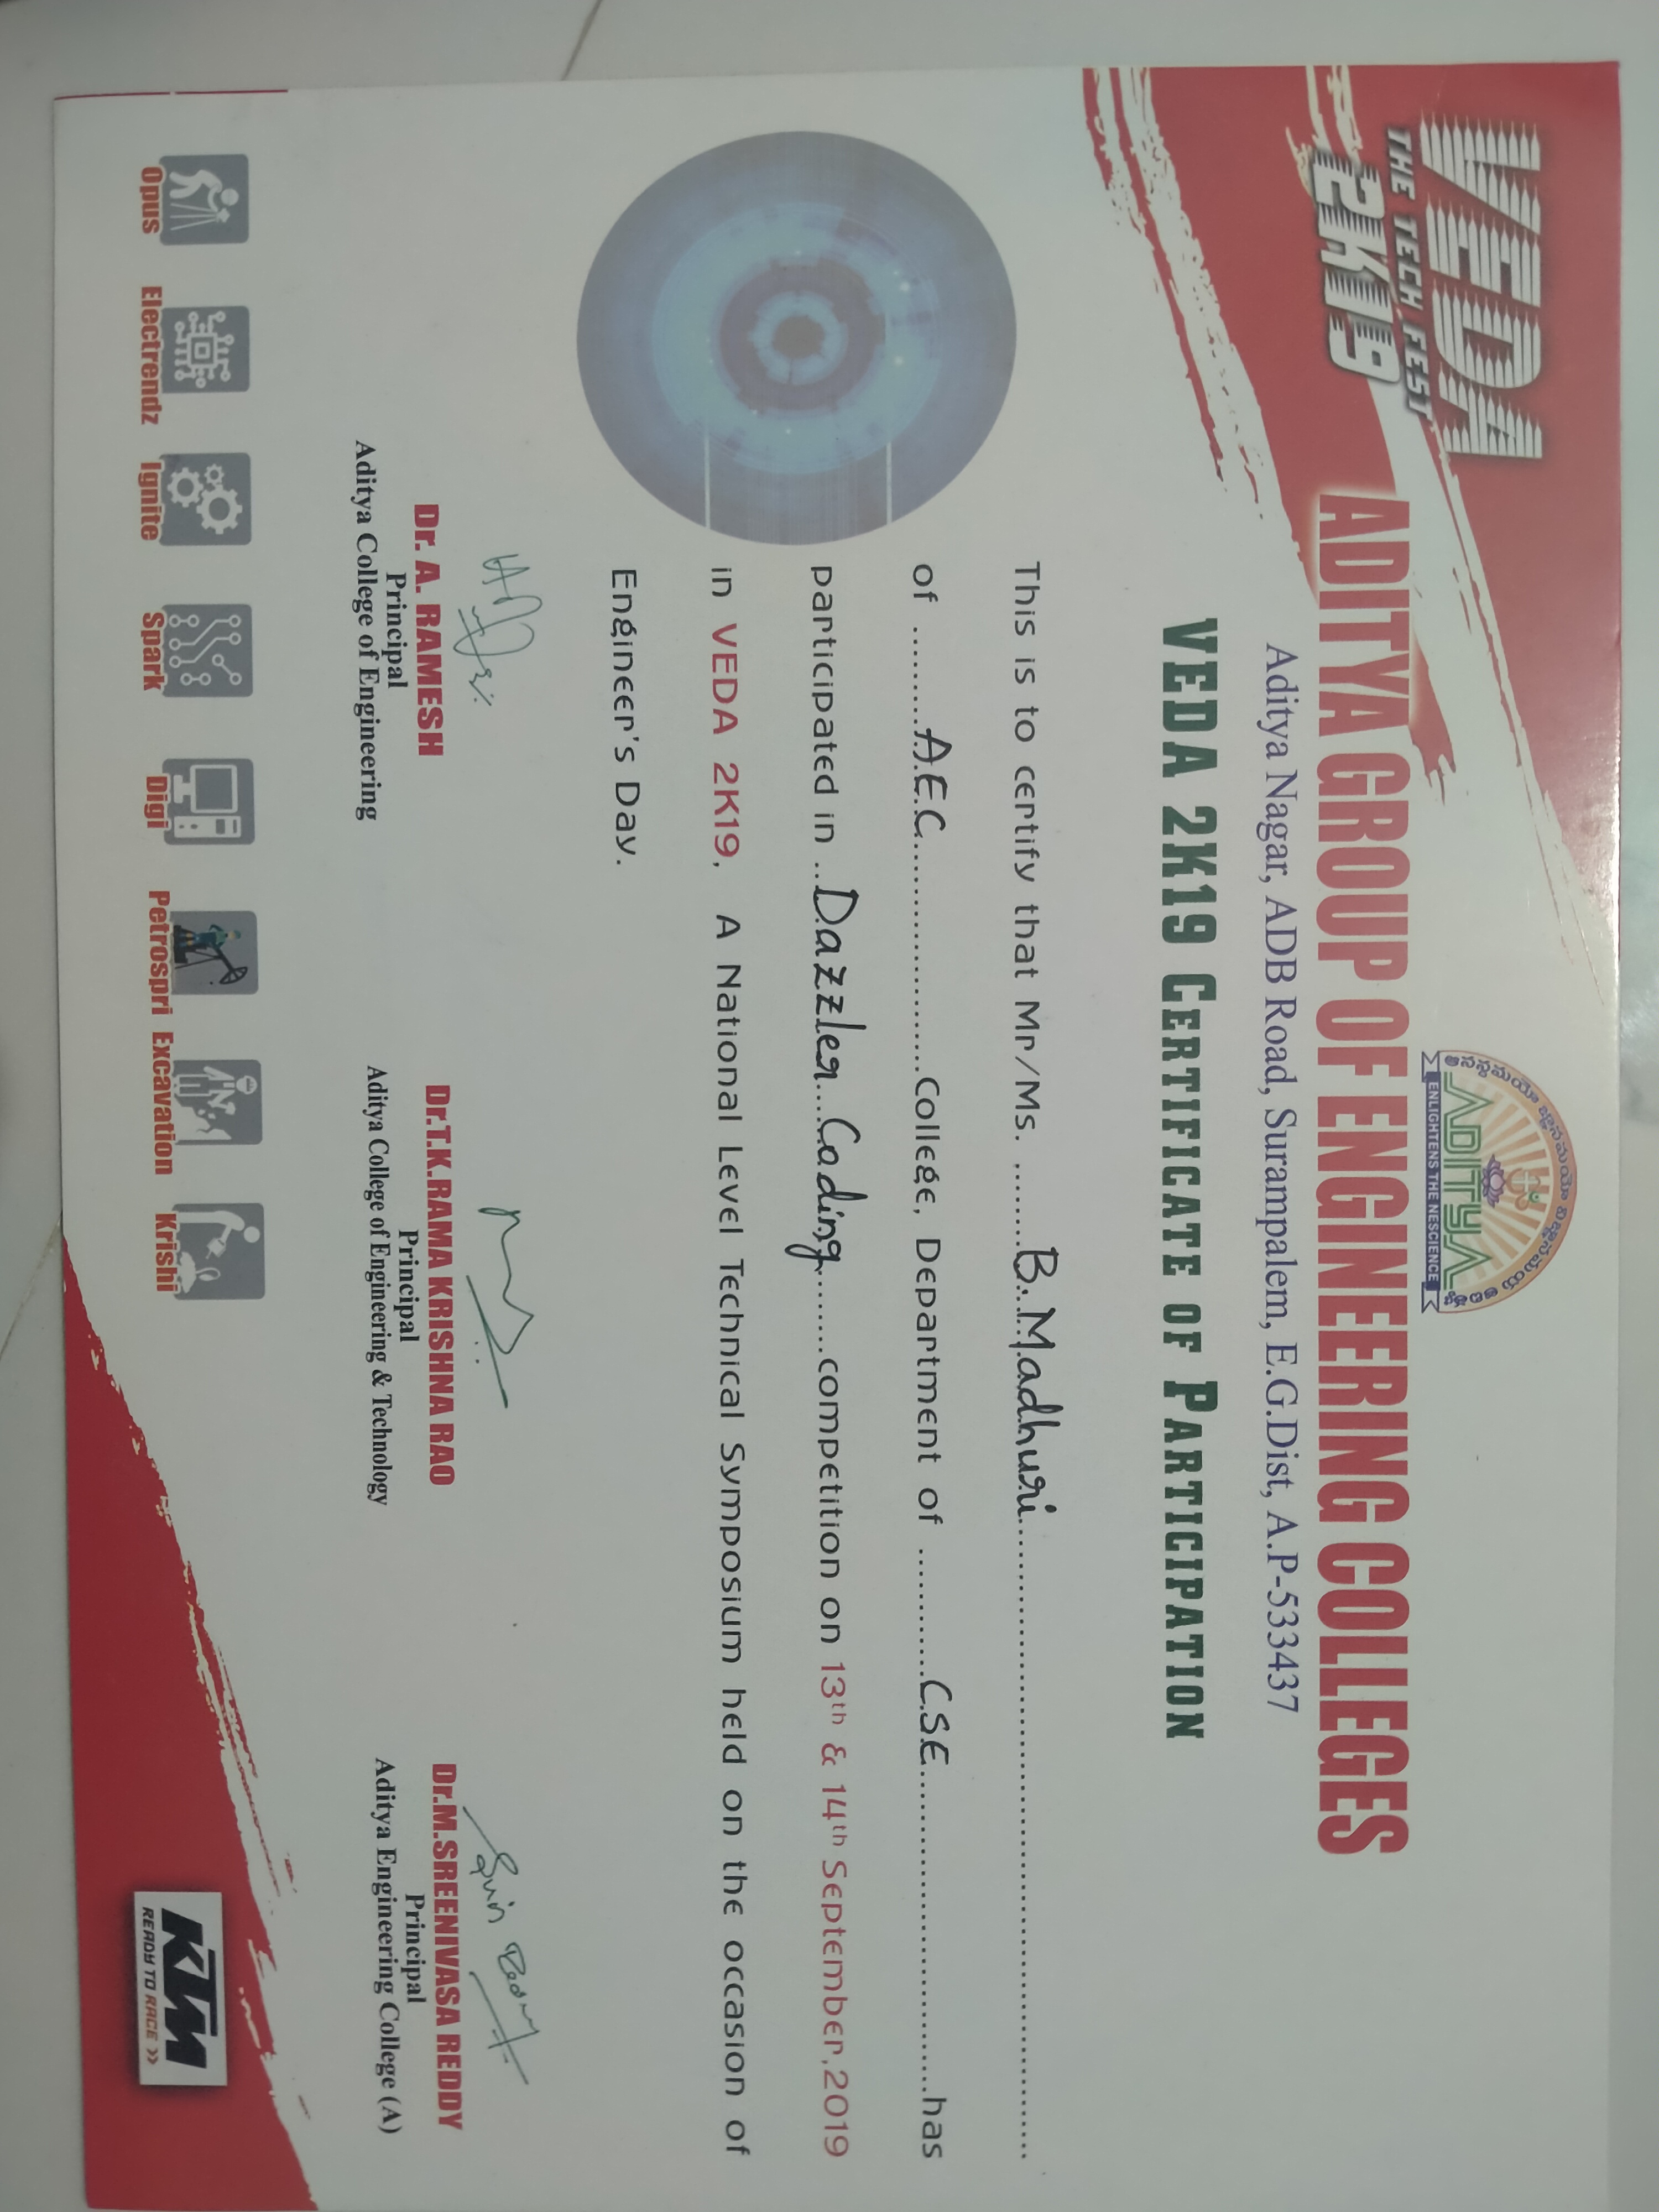 VEDA
THE TECH FEST
2K19
ADITYA
ENLIGHTENS THE NESCIENCE
ADITYA GROUP OF ENGINEERING COLLEGES
Aditya Nagar, ADB Road, Surampalem, E.G.Dist, A.P-533437
VEDA 2K19 CERTIFICATE OF PARTICIPATION
This is to certify that Mr/Ms. ........B.Madhuri........................................
of .........A.E.C....................College, Department of ..........C.S.E........................has
participated in ..Dazzler..Coding......competition on 13th & 14th September,2019
in VEDA 2K19, A National Level Technical Symposium held on the occasion of
Engineer's Day.
Dr. A. RAMESH
Principal
Aditya College of Engineering
Dr.T.K.RAMA KRISHNA RAO
Principal
Aditya College of Engineering & Technology
Dr.M.SREENIVASA REDDY
Principal
Aditya Engineering College (A)
Opus Electrendz Ignite Spark Digi Petrospri Excavation Krishi
KTM
READY TO RACE »